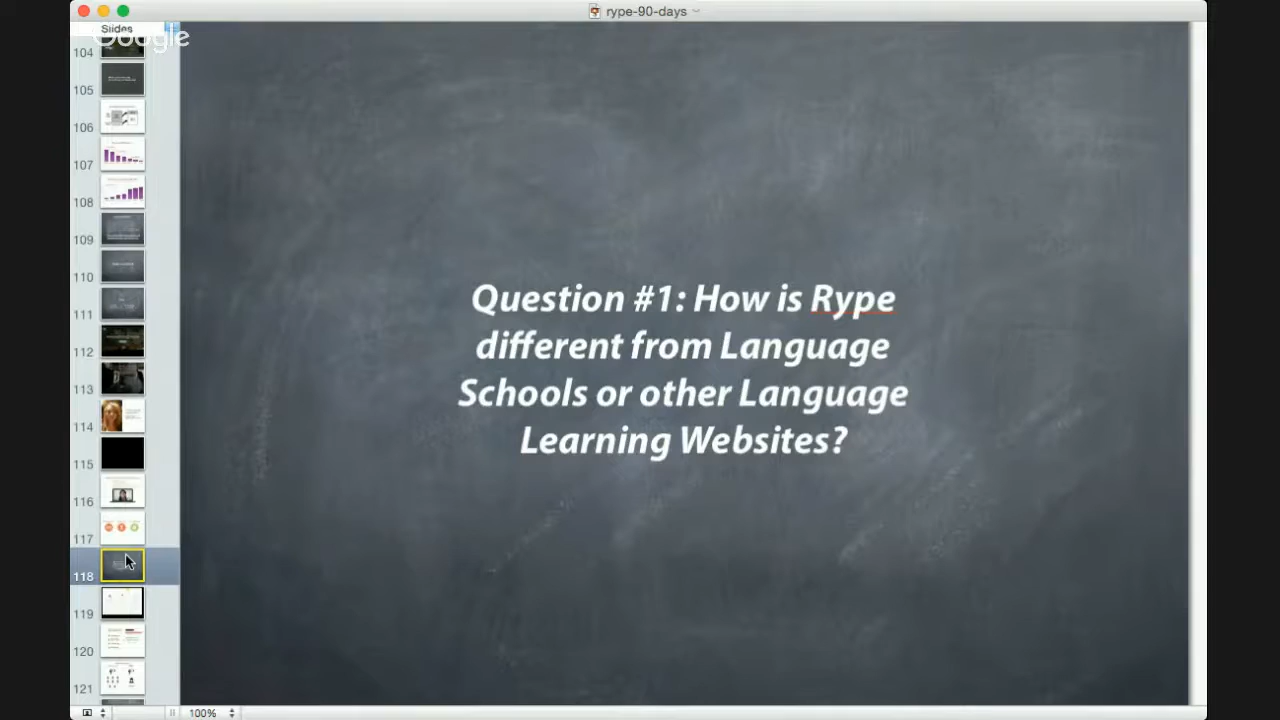 rype-90-days
Slides
Google
104
105
106
107
108
109
110
111
112
113
114
115
116
117
118
119
120
121
Question #1: How is Rype
different from Language
Schools or other Language
Learning Websites?
100%